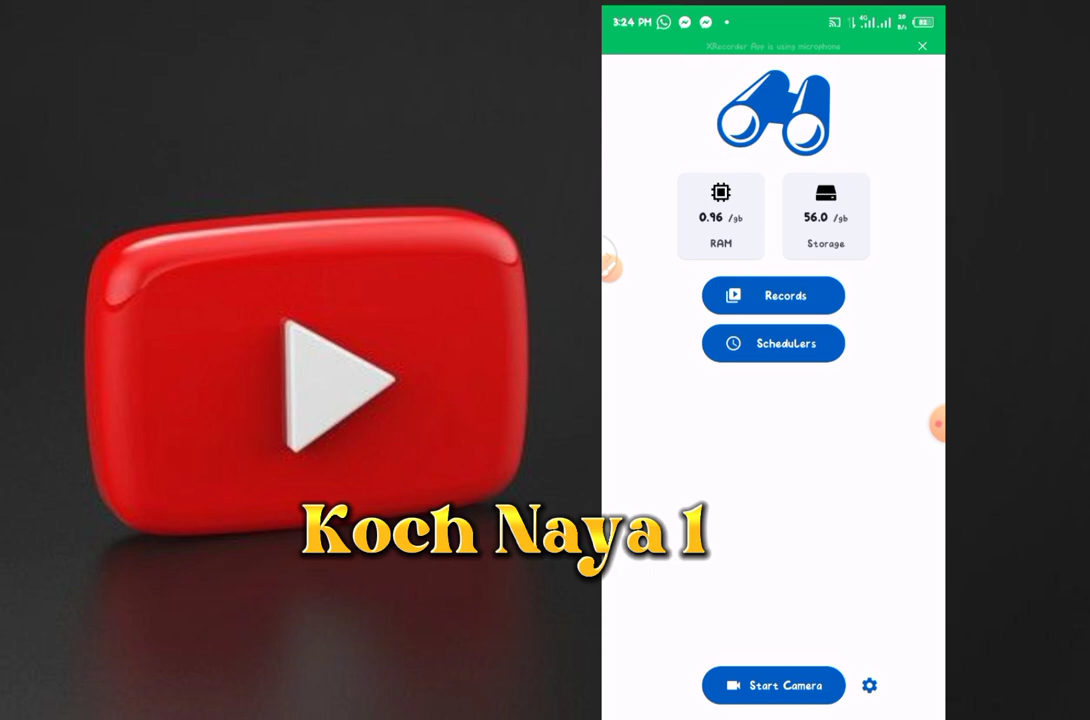 3:24 PM
4G
XRecorder App is using microphone
0.96 /gb
RAM
56.0 /gb
Storage
Records
Schedulers
Koch Naya 1
Start Camera